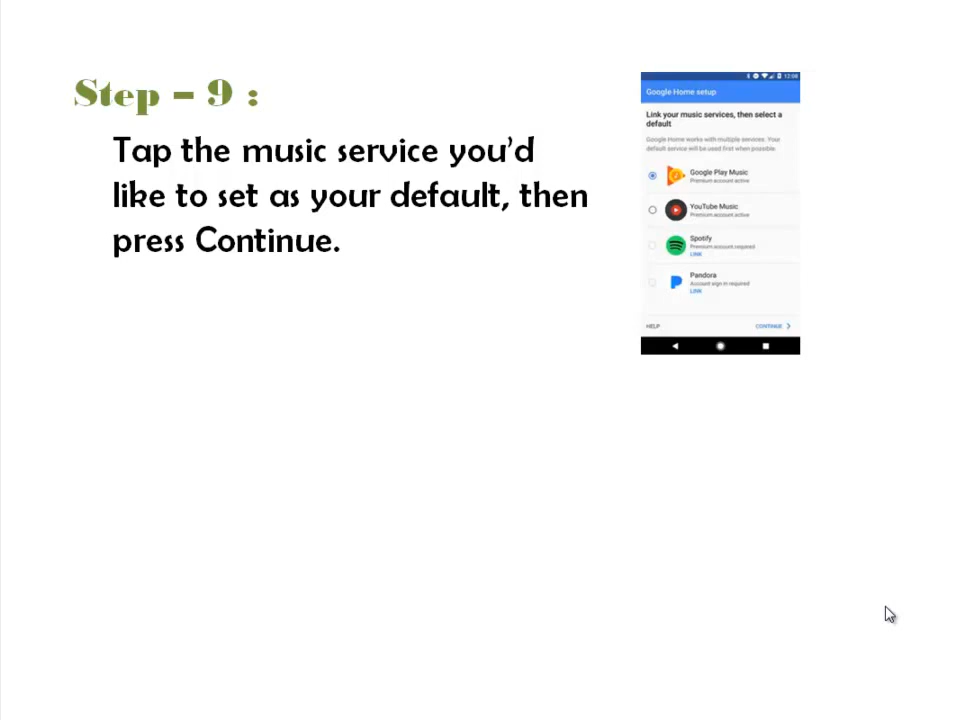 Step – 9 :
Tap the music service you’d
like to set as your default, then
press Continue.
12:08
Google Home setup
Link your music services, then select a
default
Google Home works with multiple services. Your
default service will be used first when possible.
Google Play Music
Premium account active
YouTube Music
Premium account active
Spotify
Premium account required
LINK
Pandora
Account sign in required
LINK
HELP
CONTINUE